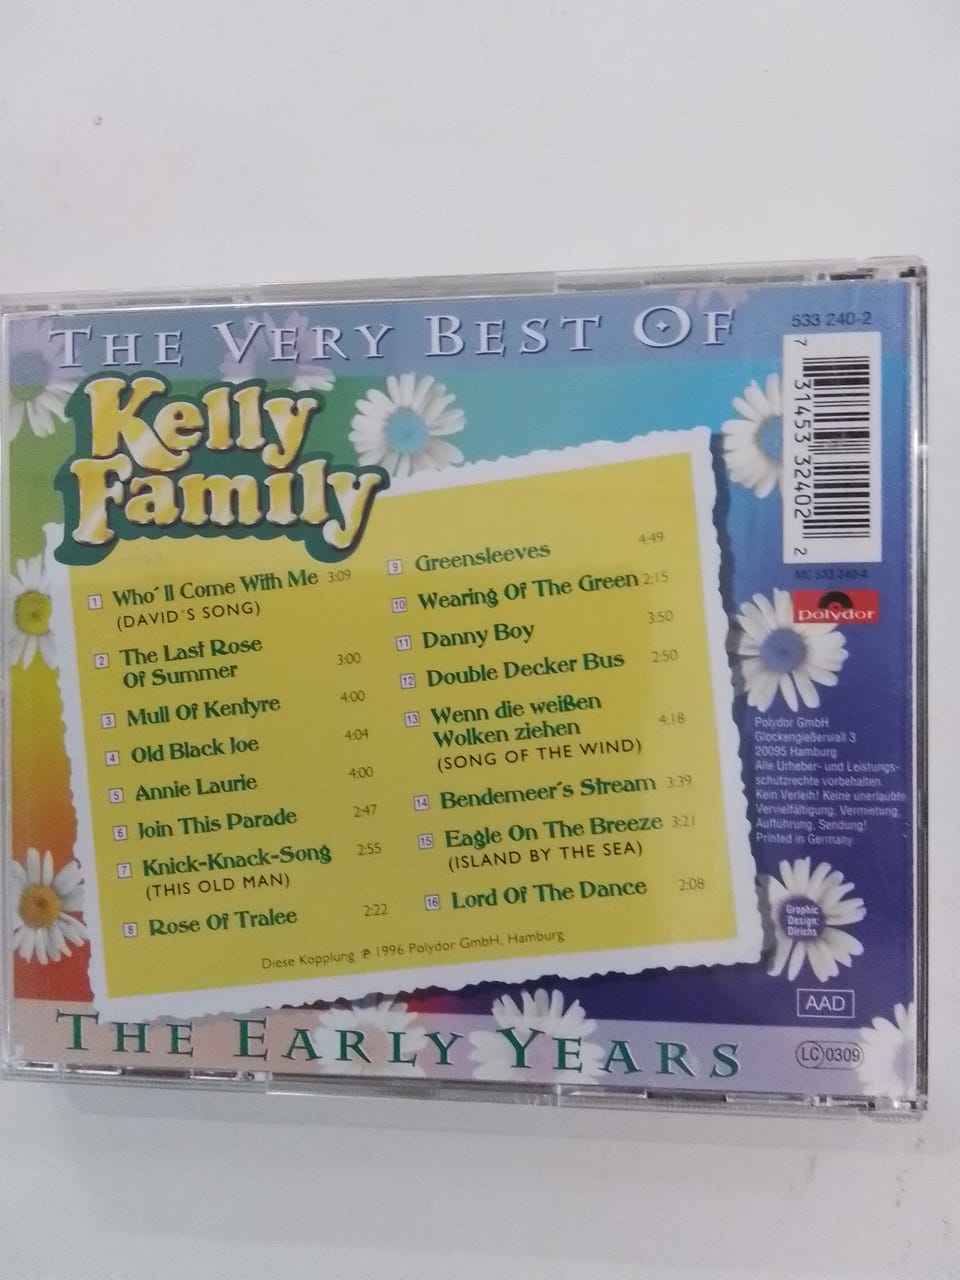 THE VERY BEST OF
Kelly
Family
1 Who´ll Come With Me 3:09
(DAVID´S SONG)
2 The Last Rose
Of Summer 3:00
3 Mull Of Kentyre 4:00
4 Old Black Joe 4:04
5 Annie Laurie 4:00
6 Join This Parade 2:47
7 Knick-Knack-Song 2:55
(THIS OLD MAN)
8 Rose Of Tralee 2:22
9 Greensleeves 4:49
10 Wearing Of The Green 2:15
11 Danny Boy 3:50
12 Double Decker Bus 2:50
13 Wenn die weißen
Wolken ziehen 4:18
(SONG OF THE WIND)
14 Bendemeer´s Stream 3:39
15 Eagle On The Breeze 3:21
(ISLAND BY THE SEA)
16 Lord Of The Dance 2:08
Diese Kopplung ℗ 1996 Polydor GmbH, Hamburg
THE EARLY YEARS
533 240-2
7 31453 32402 2
MC 533 240-4
polydor
Polydor GmbH
Glockengießerwall 3
20095 Hamburg
Alle Urheber- und Leistungs-
schutzrechte vorbehalten.
Kein Verleih! Keine unerlaubte
Vervielfältigung, Vermietung,
Aufführung, Sendung!
Printed in Germany
Graphic
Design:
Dirichs
AAD
LC 0309